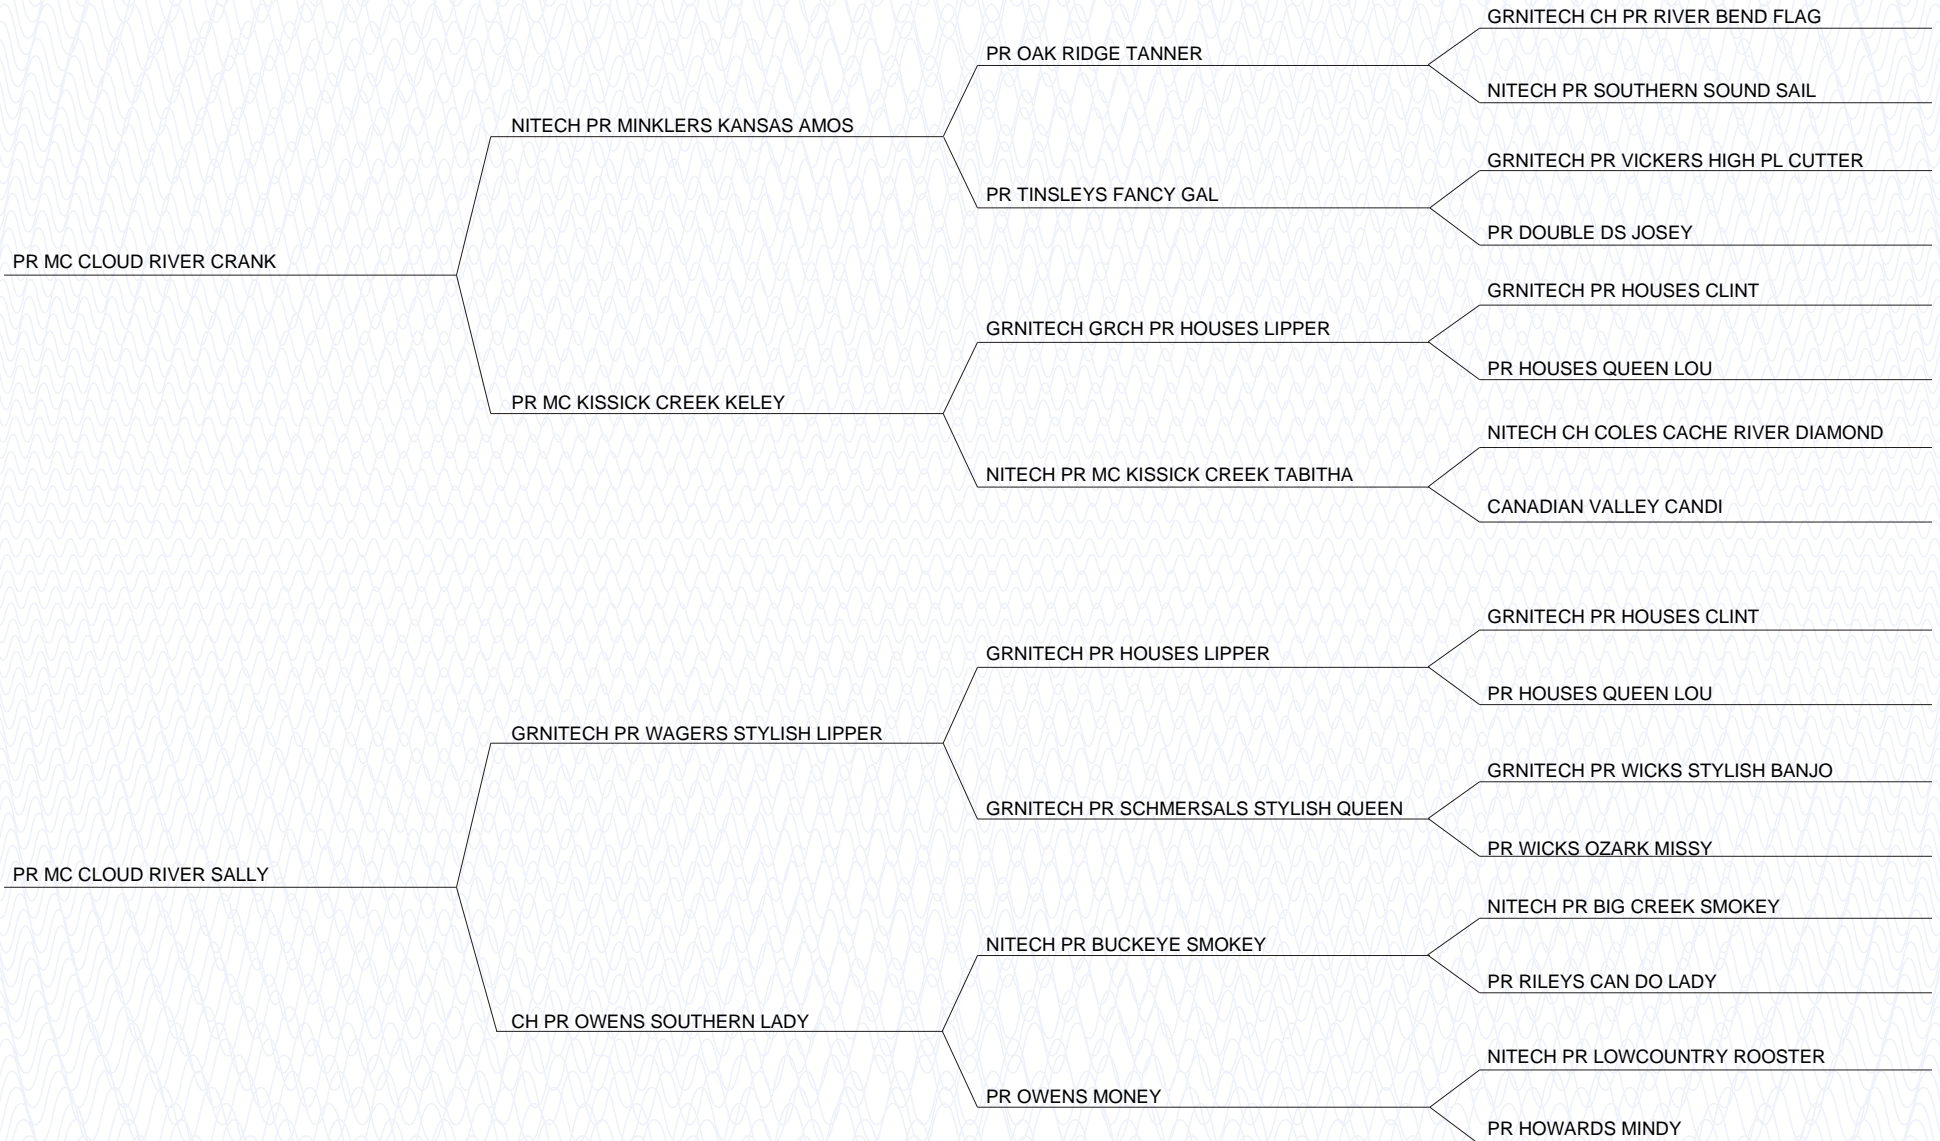 GRNITECH CH PR RIVER BEND FLAG
PR OAK RIDGE TANNER
NITECH PR SOUTHERN SOUND SAIL
NITECH PR MINKLERS KANSAS AMOS
GRNITECH PR VICKERS HIGH PL CUTTER
PR TINSLEYS FANCY GAL
PR DOUBLE DS JOSEY
PR MC CLOUD RIVER CRANK
GRNITECH PR HOUSES CLINT
GRNITECH GRCH PR HOUSES LIPPER
PR HOUSES QUEEN LOU
PR MC KISSICK CREEK KELEY
NITECH CH COLES CACHE RIVER DIAMOND
NITECH PR MC KISSICK CREEK TABITHA
CANADIAN VALLEY CANDI
GRNITECH PR HOUSES CLINT
GRNITECH PR HOUSES LIPPER
PR HOUSES QUEEN LOU
GRNITECH PR WAGERS STYLISH LIPPER
GRNITECH PR WICKS STYLISH BANJO
GRNITECH PR SCHMERSALS STYLISH QUEEN
PR WICKS OZARK MISSY
PR MC CLOUD RIVER SALLY
NITECH PR BIG CREEK SMOKEY
NITECH PR BUCKEYE SMOKEY
PR RILEYS CAN DO LADY
CH PR OWENS SOUTHERN LADY
NITECH PR LOWCOUNTRY ROOSTER
PR OWENS MONEY
PR HOWARDS MINDY